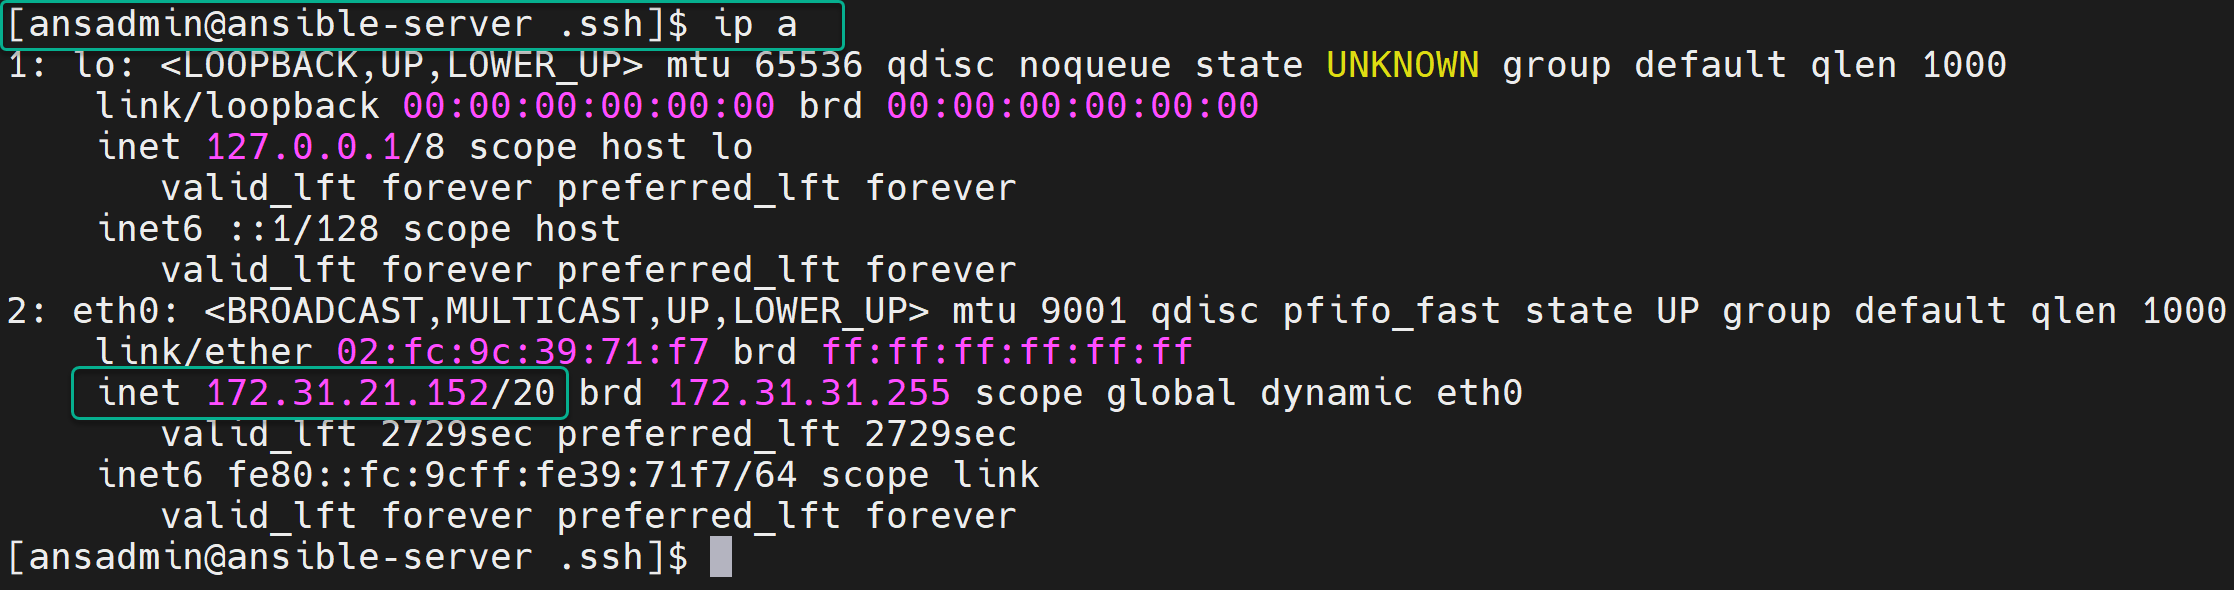 [ansadmin@ansible-server .ssh]$ ip a
1: lo: <LOOPBACK,UP,LOWER_UP> mtu 65536 qdisc noqueue state UNKNOWN group default qlen 1000
    link/loopback 00:00:00:00:00:00 brd 00:00:00:00:00:00
    inet 127.0.0.1/8 scope host lo
       valid_lft forever preferred_lft forever
    inet6 ::1/128 scope host
       valid_lft forever preferred_lft forever
2: eth0: <BROADCAST,MULTICAST,UP,LOWER_UP> mtu 9001 qdisc pfifo_fast state UP group default qlen 1000
    link/ether 02:fc:9c:39:71:f7 brd ff:ff:ff:ff:ff:ff
    inet 172.31.21.152/20 brd 172.31.31.255 scope global dynamic eth0
       valid_lft 2729sec preferred_lft 2729sec
    inet6 fe80::fc:9cff:fe39:71f7/64 scope link
       valid_lft forever preferred_lft forever
[ansadmin@ansible-server .ssh]$